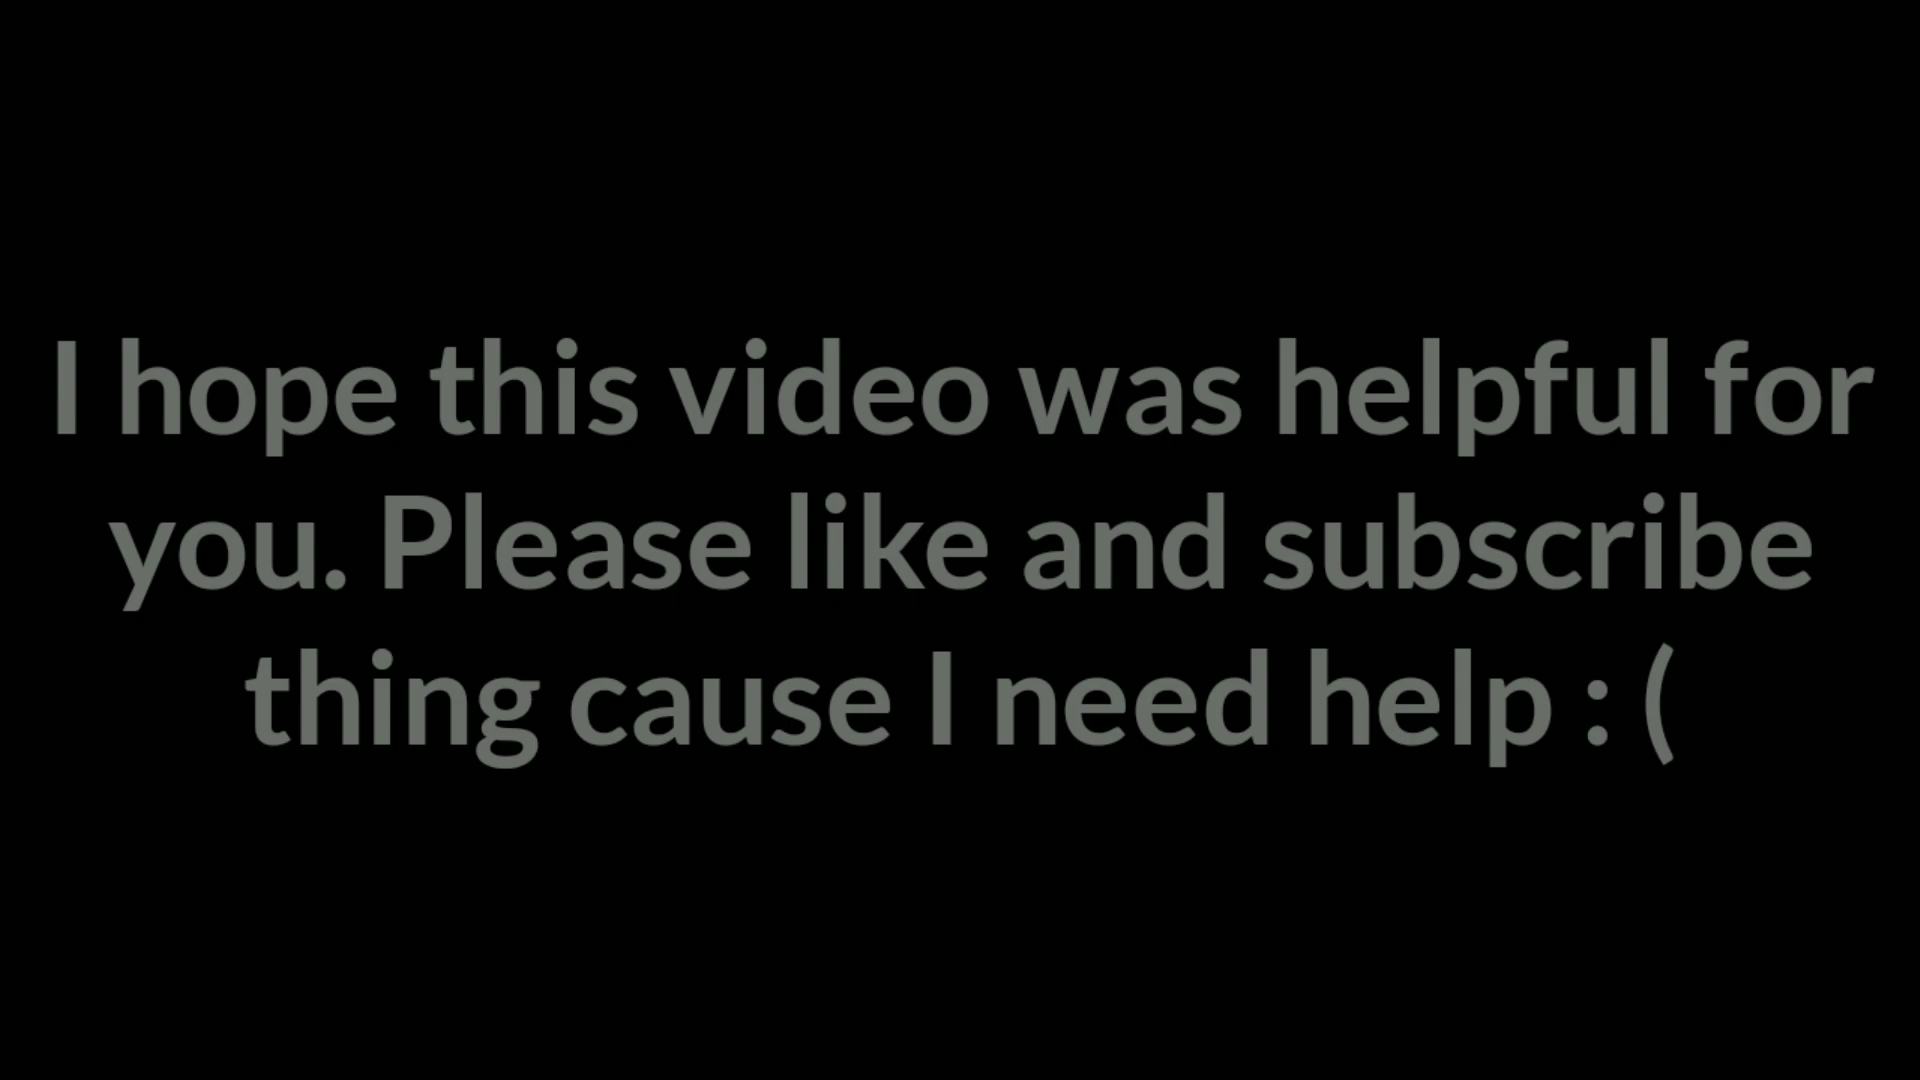 I hope this video was helpful for
you. Please like and subscribe
thing cause I need help : (